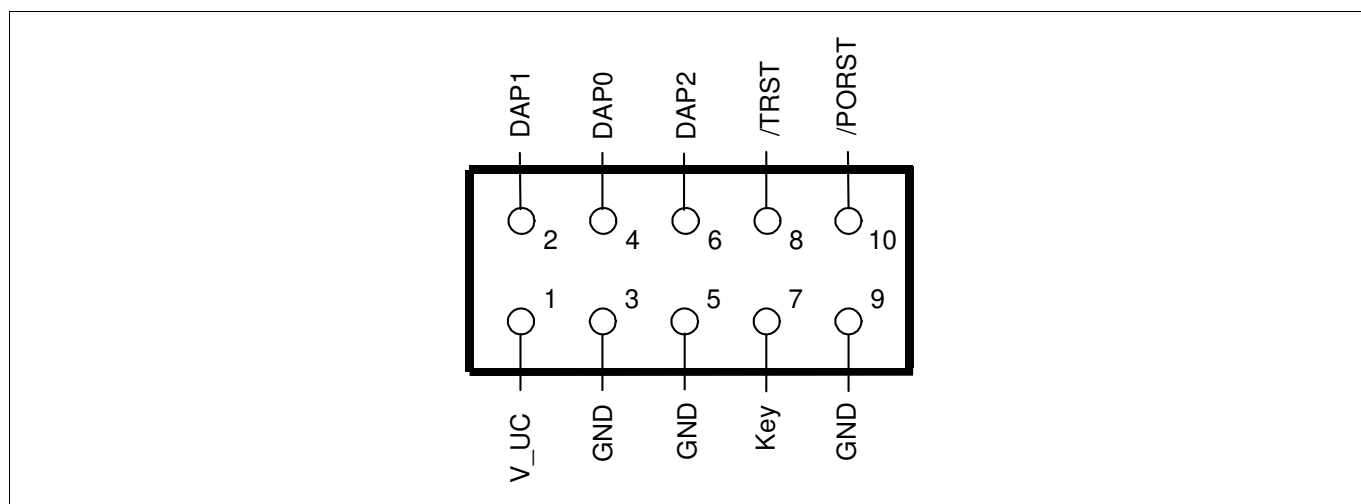 DAP1 DAP0 DAP2 /TRST /PORST
2 4 6 8 10
1 3 5 7 9
V_UC GND GND Key GND